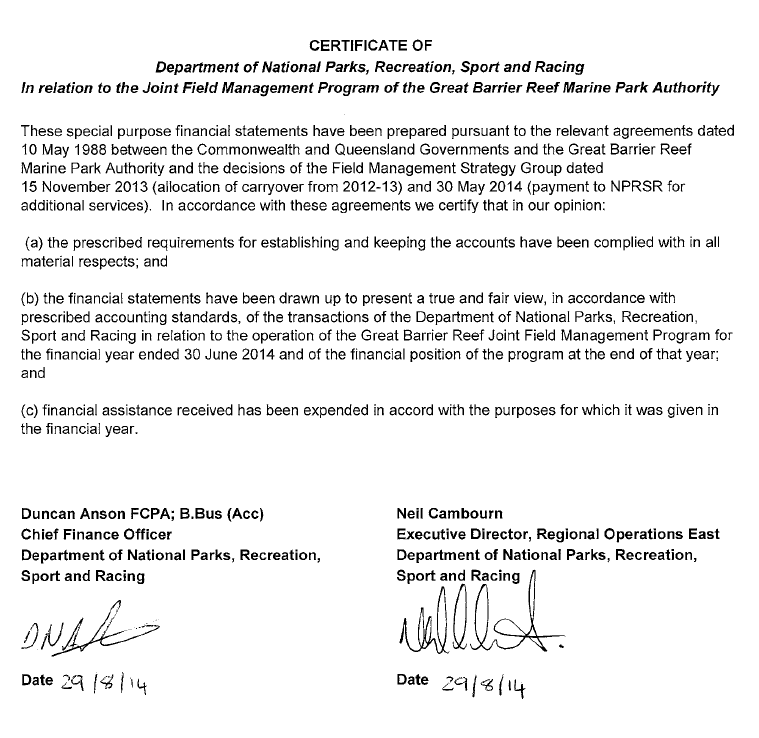 CERTIFICATE OF
Department of National Parks, Recreation, Sport and Racing
In relation to the Joint Field Management Program of the Great Barrier Reef Marine Park Authority
These special purpose financial statements have been prepared pursuant to the relevant agreements dated
10 May 1988 between the Commonwealth and Queensland Governments and the Great Barrier Reef
Marine Park Authority and the decisions of the Field Management Strategy Group dated
15 November 2013 (allocation of carryover from 2012-13) and 30 May 2014 (payment to NPRSR for
additional services). In accordance with these agreements we certify that in our opinion:
(a) the prescribed requirements for establishing and keeping the accounts have been complied with in all
material respects; and
(b) the financial statements have been drawn up to present a true and fair view, in accordance with
prescribed accounting standards, of the transactions of the Department of National Parks, Recreation,
Sport and Racing in relation to the operation of the Great Barrier Reef Joint Field Management Program for
the financial year ended 30 June 2014 and of the financial position of the program at the end of that year;
and
(c) financial assistance received has been expended in accord with the purposes for which it was given in
the financial year.
Duncan Anson FCPA; B.Bus (Acc)
Chief Finance Officer
Department of National Parks, Recreation,
Sport and Racing
Date 29/8/14
Neil Cambourn
Executive Director, Regional Operations East
Department of National Parks, Recreation,
Sport and Racing
Date 29/8/14